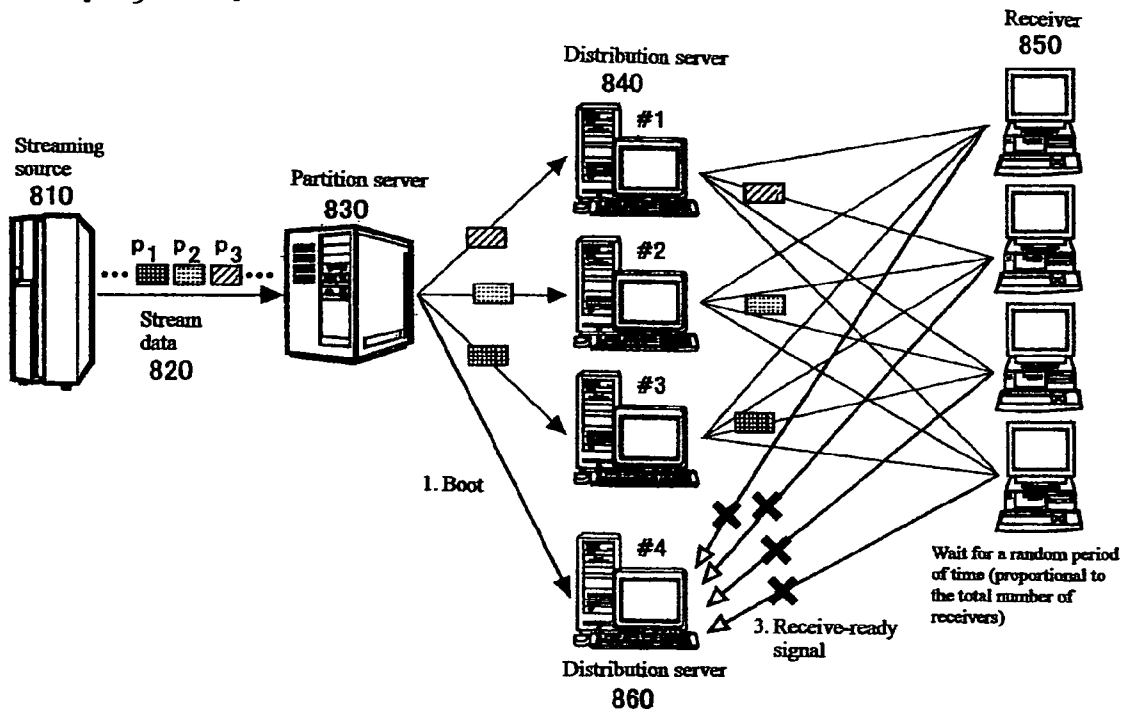 Receiver
850
Distribution server
840
#1
Streaming
source
810
Partition server
830
p1 p2 p3
... ...
Stream
data
820
#2
#3
1. Boot
#4
Wait for a random period
of time (proportional to
the total number of
receivers)
3. Receive-ready
signal
Distribution server
860